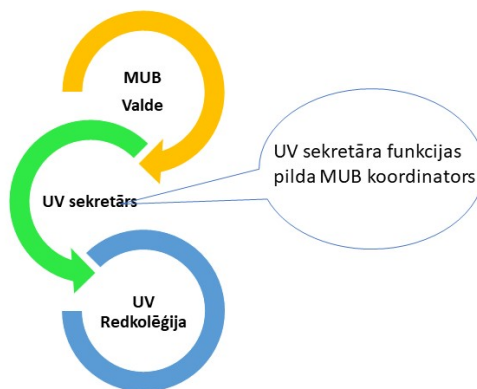 MUB
Valde
UV sekretārs
UV sekretāra funkcijas
pilda MUB koordinators
UV
Redkolēģija